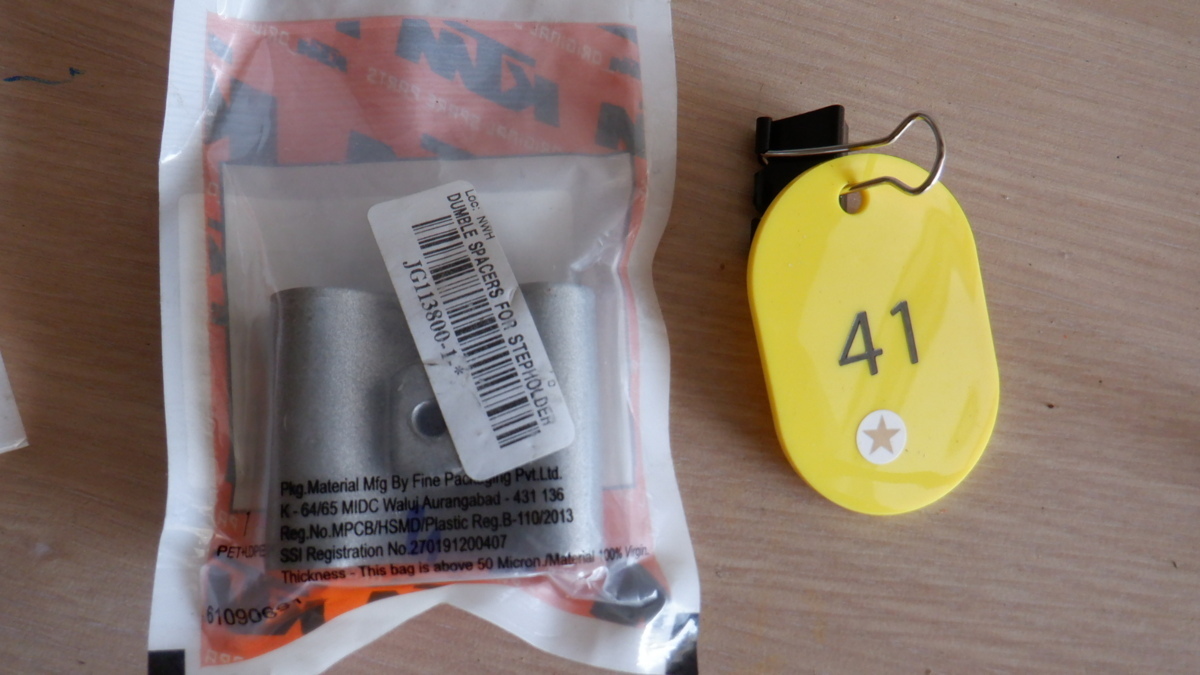 KTM
Loc: NWH
DUMBLE SPACERS FOR STEPHOLDER
JG113800-1-*
Pkg.Material Mfg By Fine Packaging Pvt.Ltd.
K - 64/65 MIDC Waluj Aurangabad - 431 136
Reg.No.MPCB/HSMD/Plastic Reg.B-110/2013
SSI Registration No.270191200407
Thickness - This bag is above 50 Micron./Material 100% Virgin.
41